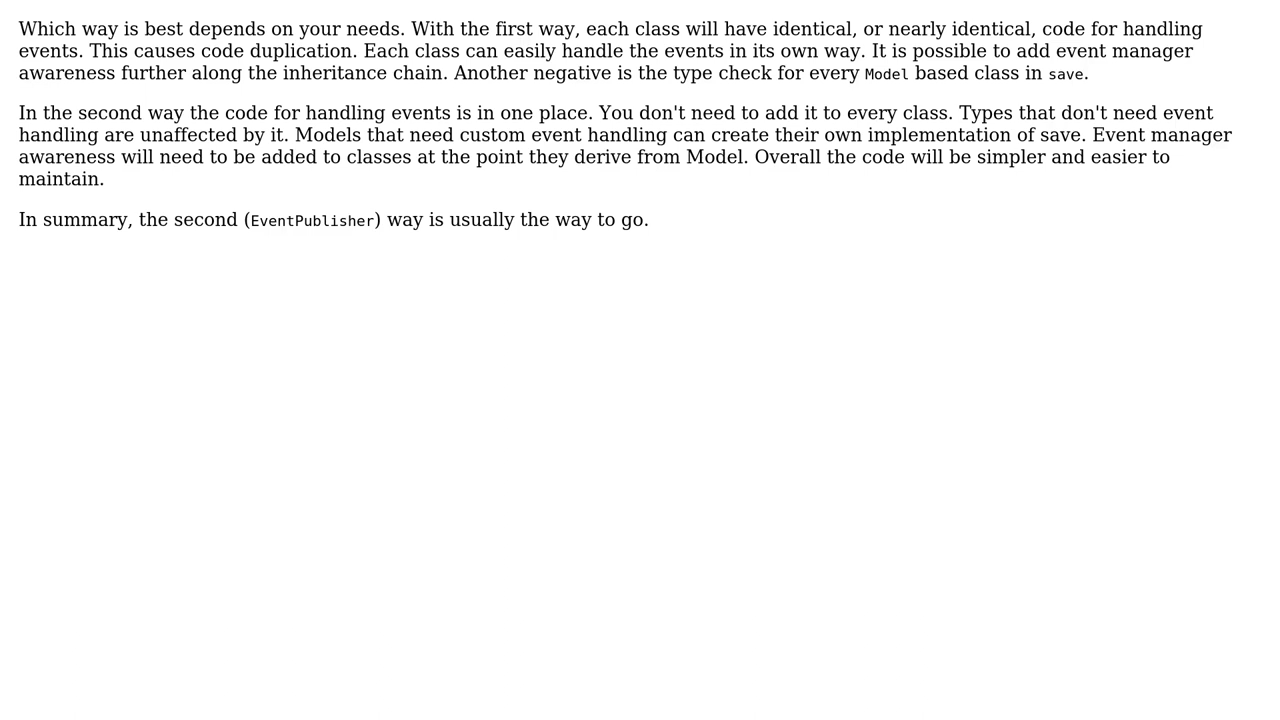 Which way is best depends on your needs. With the first way, each class will have identical, or nearly identical, code for handling
events. This causes code duplication. Each class can easily handle the events in its own way. It is possible to add event manager
awareness further along the inheritance chain. Another negative is the type check for every Model based class in save.
In the second way the code for handling events is in one place. You don't need to add it to every class. Types that don't need event
handling are unaffected by it. Models that need custom event handling can create their own implementation of save. Event manager
awareness will need to be added to classes at the point they derive from Model. Overall the code will be simpler and easier to
maintain.
In summary, the second (EventPublisher) way is usually the way to go.